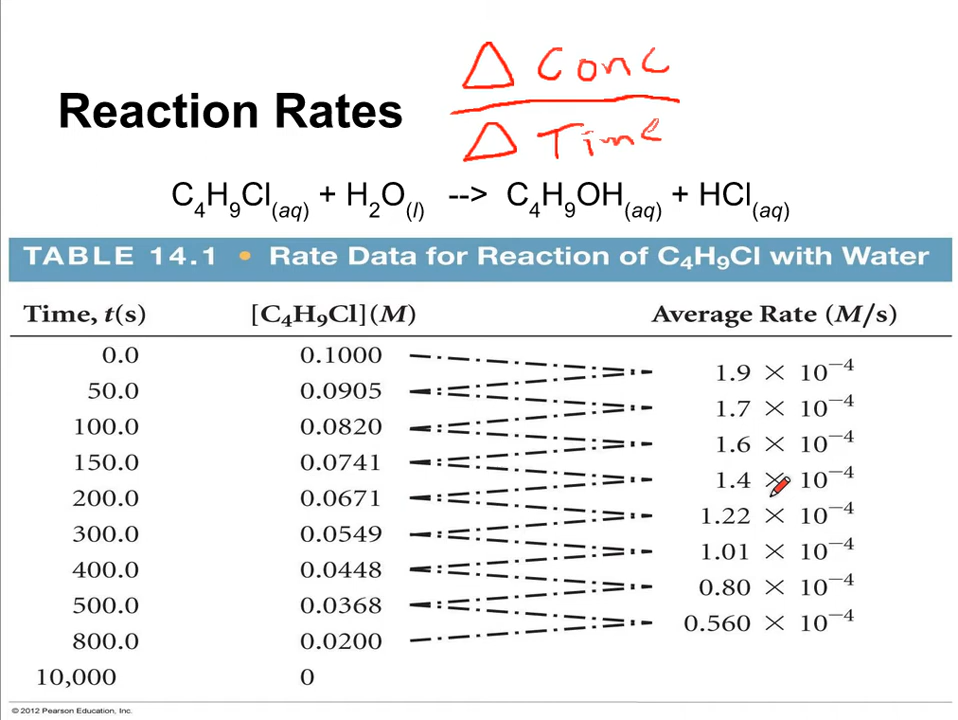 Δ Conc
Reaction Rates
Δ Time
C₄H₉Cl(aq) + H₂O(l) --> C₄H₉OH(aq) + HCl(aq)
TABLE 14.1 • Rate Data for Reaction of C₄H₉Cl with Water
Time, t(s) [C₄H₉Cl](M) Average Rate (M/s)
0.0 0.1000
1.9 × 10⁻⁴
50.0 0.0905
1.7 × 10⁻⁴
100.0 0.0820
1.6 × 10⁻⁴
150.0 0.0741
1.4 × 10⁻⁴
200.0 0.0671
1.22 × 10⁻⁴
300.0 0.0549
1.01 × 10⁻⁴
400.0 0.0448
0.80 × 10⁻⁴
500.0 0.0368
0.560 × 10⁻⁴
800.0 0.0200
10,000 0
© 2012 Pearson Education, Inc.